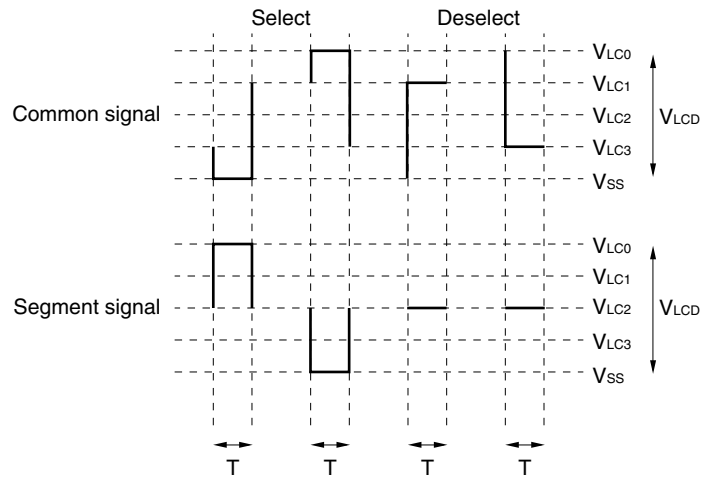 Select Deselect
VLC0
VLC1
Common signal VLC2 VLCD
VLC3
VSS
VLC0
VLC1
Segment signal VLC2 VLCD
VLC3
VSS
T T T T